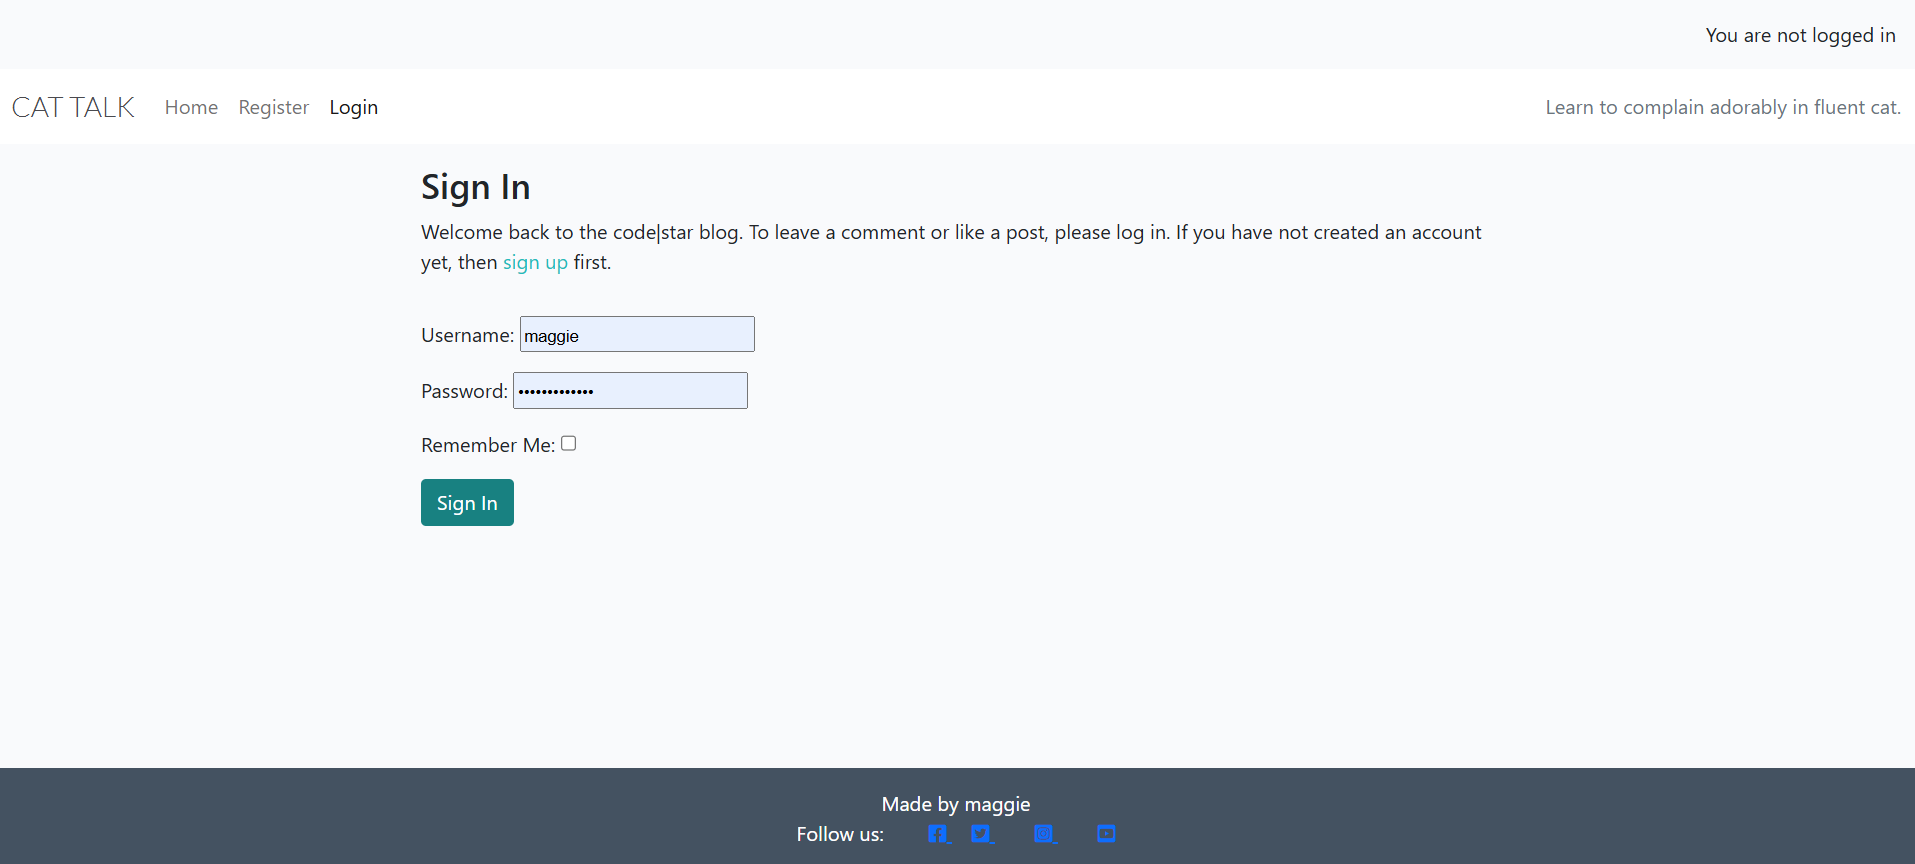 You are not logged in
CAT TALK Home Register Login Learn to complain adorably in fluent cat.
Sign In
Welcome back to the code|star blog. To leave a comment or like a post, please log in. If you have not created an account
yet, then sign up first.
Username: maggie
Password: •••••••••••••
Remember Me:
Sign In
Made by maggie
Follow us: